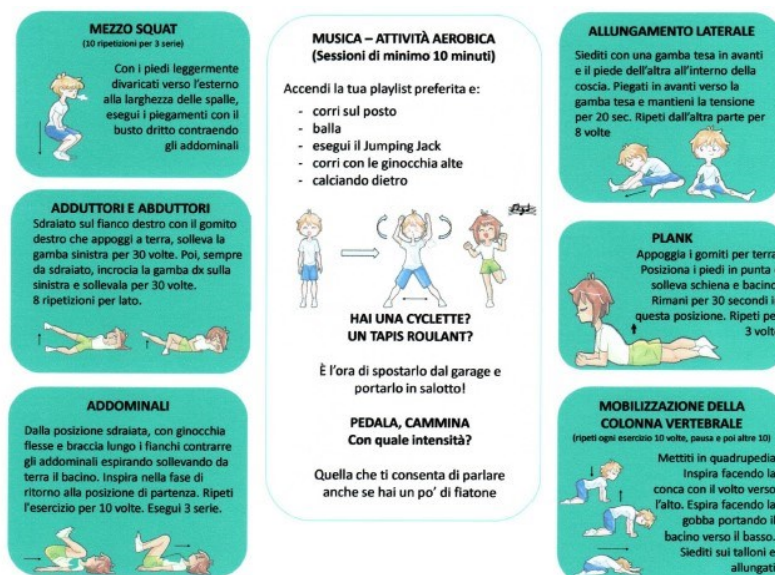 MEZZO SQUAT
(10 ripetizioni per 3 serie)
Con i piedi leggermente
divaricati verso l'esterno
alla larghezza delle spalle,
esegui i piegamenti con il
busto dritto contraendo
gli addominali
ADDUTTORI E ABDUTTORI
Sdraiato sul fianco destro con il gomito
destro che appoggi a terra, solleva la
gamba sinistra per 30 volte. Poi, sempre
da sdraiato, incrocia la gamba dx sulla
sinistra e sollevala per 30 volte.
8 ripetizioni per lato.
ADDOMINALI
Dalla posizione sdraiata, con ginocchia
flesse e braccia lungo i fianchi contrarre
gli addominali espirando sollevando da
terra il bacino. Inspira nella fase di
ritorno alla posizione di partenza. Ripeti
l'esercizio per 10 volte. Esegui 3 serie.
MUSICA – ATTIVITÀ AEROBICA
(Sessioni di minimo 10 minuti)
Accendi la tua playlist preferita e:
- corri sul posto
- balla
- esegui il Jumping Jack
- corri con le ginocchia alte
- calciando dietro
HAI UNA CYCLETTE?
UN TAPIS ROULANT?
È l'ora di spostarlo dal garage e
portarlo in salotto!
PEDALA, CAMMINA
Con quale intensità?
Quella che ti consenta di parlare
anche se hai un po' di fiatone
ALLUNGAMENTO LATERALE
Siediti con una gamba tesa in avanti
e il piede dell'altra all'interno della
coscia. Piegati in avanti verso la
gamba tesa e mantieni la tensione
per 20 sec. Ripeti dall'altra parte per
8 volte
PLANK
Appoggia i gomiti per terra
Posiziona i piedi in punta
solleva schiena e bacino
Rimani per 30 secondi i
questa posizione. Ripeti pe
3 volt
MOBILIZZAZIONE DELLA
COLONNA VERTEBRALE
(ripeti ogni esercizio 10 volte, pausa e poi altre 10)
Mettiti in quadrupedia
Inspira facendo la
conca con il volto verso
l'alto. Espira facendo la
gobba portando il
bacino verso il basso.
Siediti sui talloni e
allungati